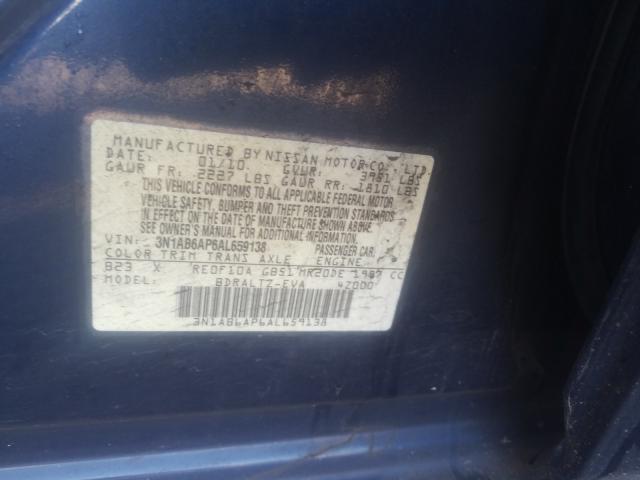 MANUFACTURED BY NISSAN MOTOR CO., LTD.
DATE: 01/10 GVWR: 3981 LBS
GAWR FR: 2227 LBS GAWR RR: 1810 LBS
THIS VEHICLE CONFORMS TO ALL APPLICABLE FEDERAL MOTOR
VEHICLE SAFETY, BUMPER, AND THEFT PREVENTION STANDARDS
IN EFFECT ON THE DATE OF MANUFACTURE SHOWN ABOVE.
SEE OWNER'S MANUAL FOR ADDITIONAL INFORMATION.
VIN: 3N1AB6AP6AL659138 PASSENGER CAR
COLOR TRIM TRANS AXLE ENGINE
B23 X RE0F10A GB51 MR20DE 1997 CC
MODEL: BDRALTZ-EVA 4Z000
3N1AB6AP6AL659138